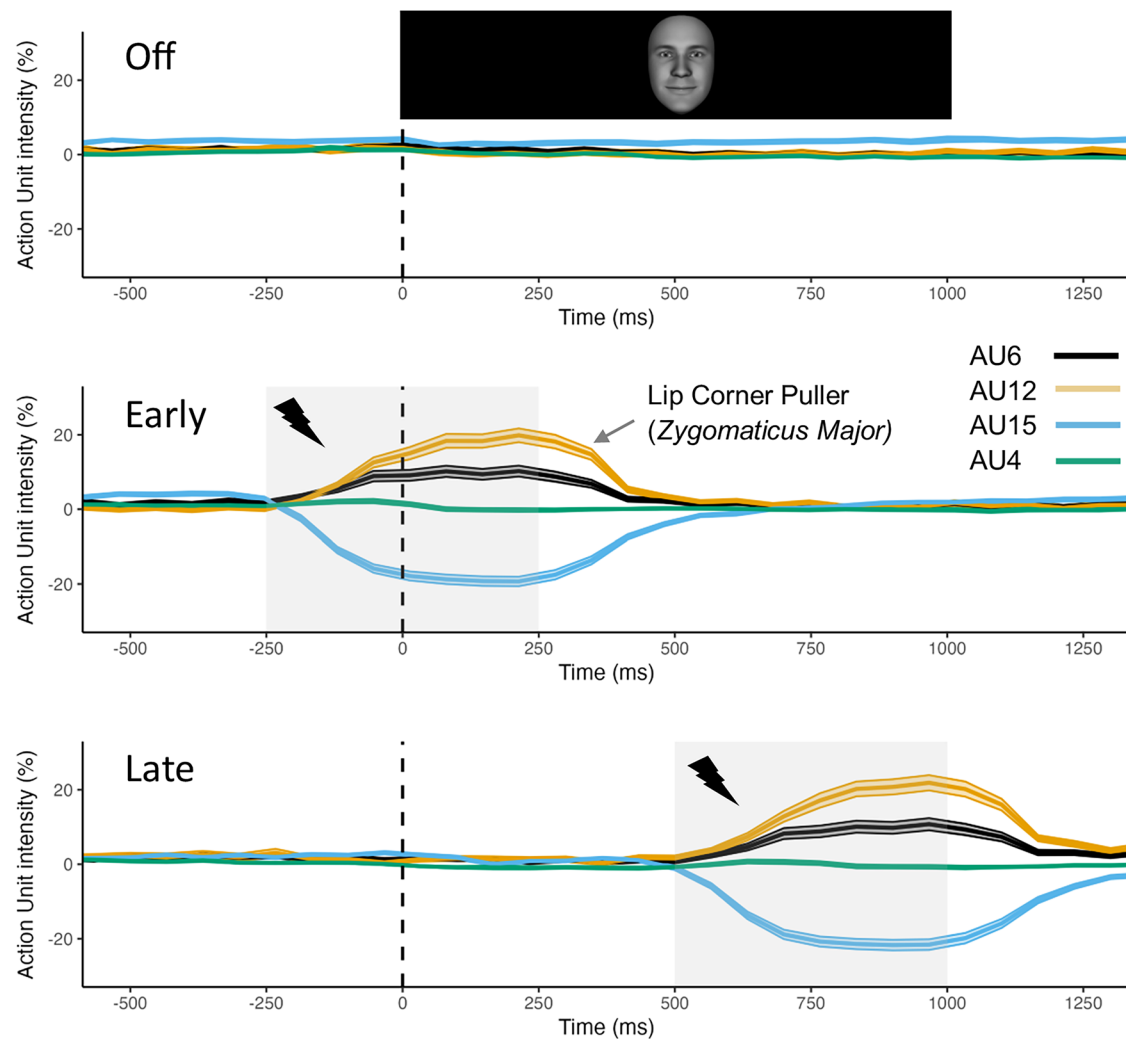 Off
Action Unit intensity (%)
20
0
-20
-500 -250 0 250 500 750 1000 1250
Time (ms)
Early
Action Unit intensity (%)
20
0
-20
Lip Corner Puller
(Zygomaticus Major)
AU6
AU12
AU15
AU4
-500 -250 0 250 500 750 1000 1250
Time (ms)
Late
Action Unit intensity (%)
20
0
-20
-500 -250 0 250 500 750 1000 1250
Time (ms)